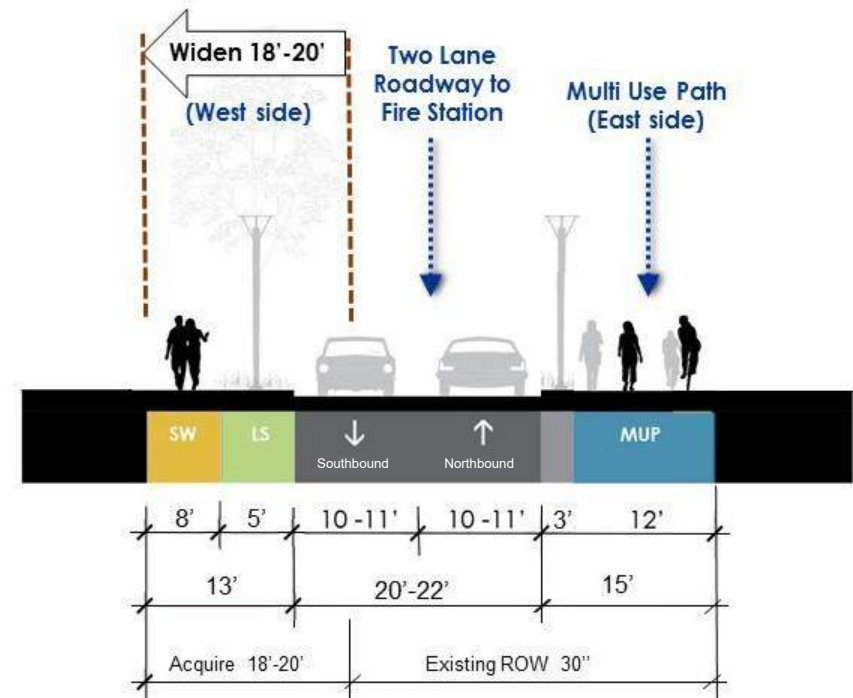 Widen 18'-20'
(West side)
Two Lane
Roadway to
Fire Station
Multi Use Path
(East side)
SW
LS
Southbound
Northbound
MUP
8'
5'
10 -11'
10 -11'
3'
12'
13'
20'-22'
15'
Acquire 18'-20'
Existing ROW 30''